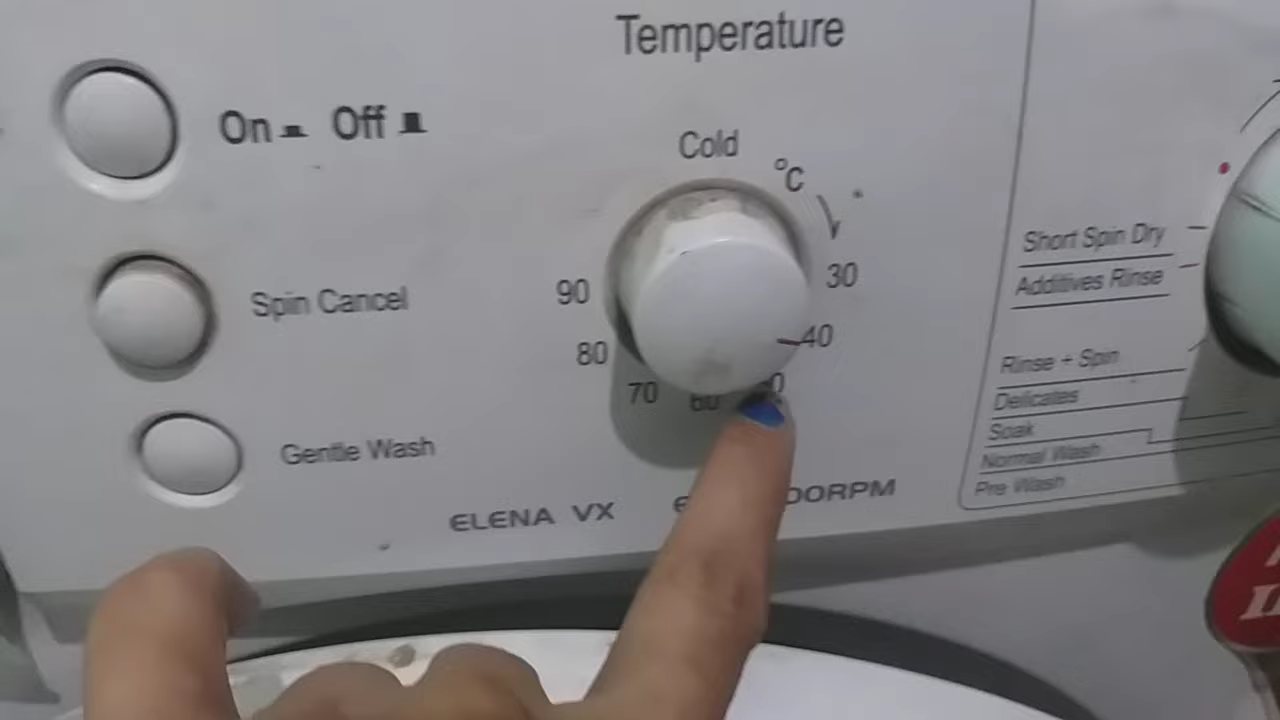 Temperature
On Off
Cold
°C
Spin Cancel
90
30
80
40
70
60
Gentle Wash
ELENA VX
Short Spin Dry
Additives Rinse
Rinse + Spin
Delicates
Soak
Normal Wash
Pre Wash